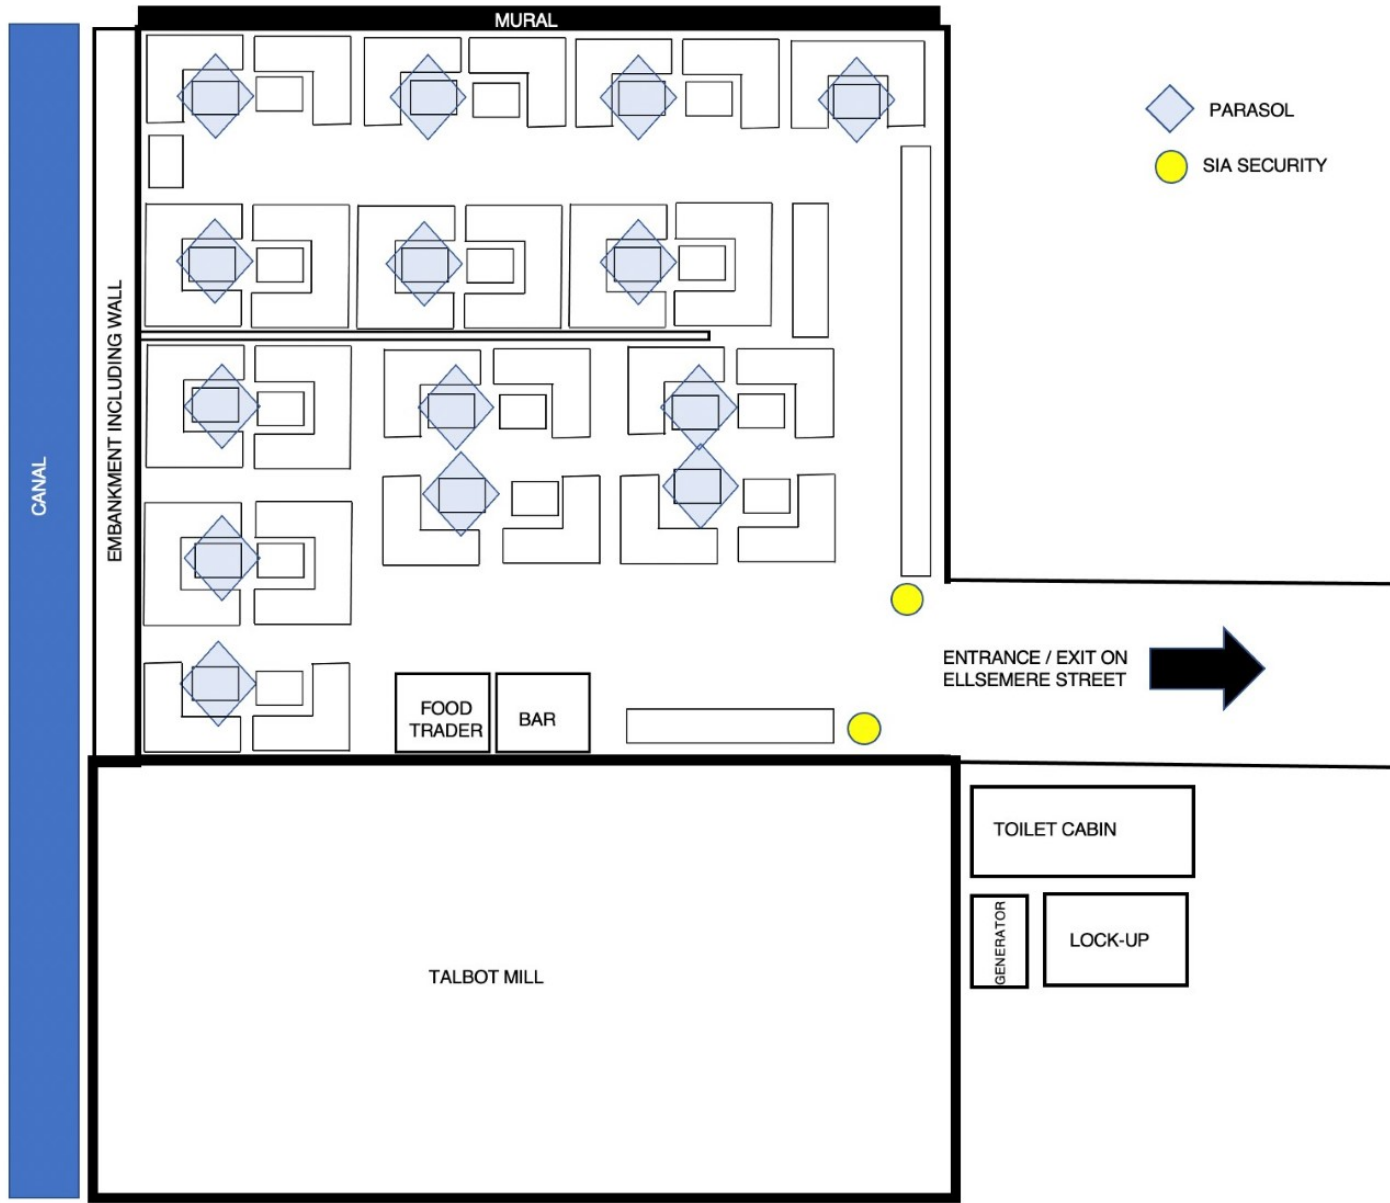 MURAL
PARASOL
SIA SECURITY
CANAL
EMBANKMENT INCLUDING WALL
ENTRANCE / EXIT ON
ELLSEMERE STREET
FOOD
TRADER
BAR
TOILET CABIN
GENERATOR
LOCK-UP
TALBOT MILL